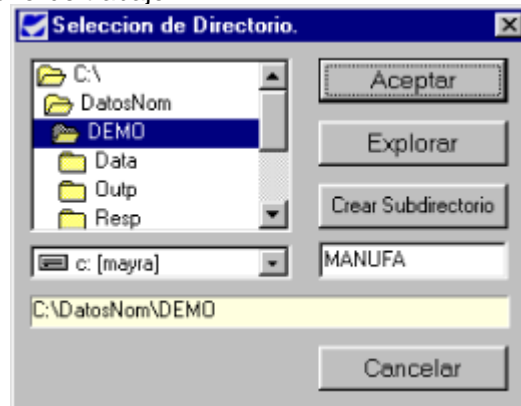 Seleccion de Directorio.
C:\
DatosNom
DEMO
Data
Outp
Resp
Aceptar
Explorar
Crear Subdirectorio
c: [mayra]
MANUFA
C:\DatosNom\DEMO
Cancelar